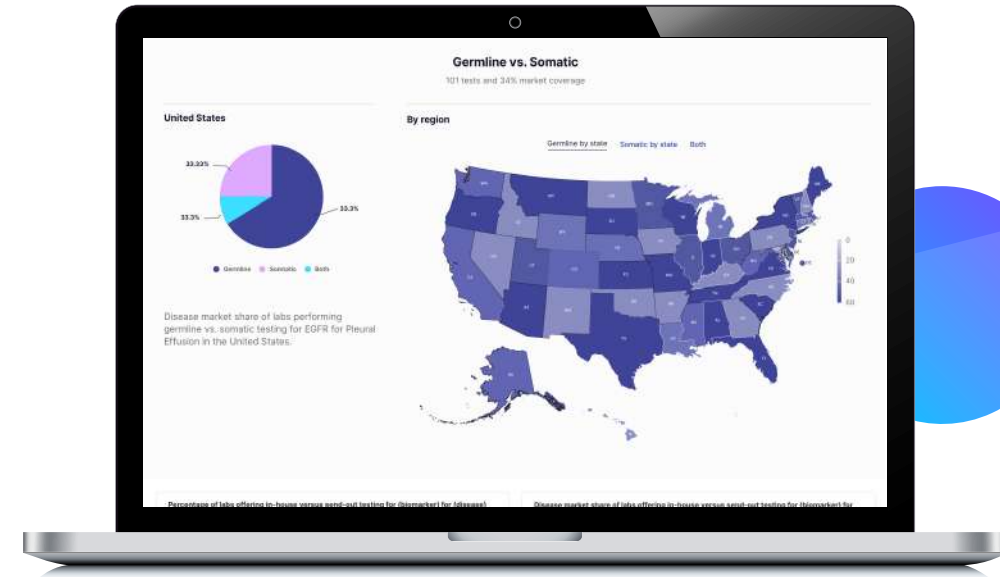 Germline vs. Somatic
101 tests and 34% market coverage
United States
By region
Germline by state Somatic by state Both
33.33%
33.3%
33.3%
Germline Somatic Both
0
20
40
60
Disease market share of labs performing
germline vs. somatic testing for EGFR for Pleural
Effusion in the United States.
Percentage of labs offering in-house versus send-out testing for (biomarker) for (disease)
Disease market share of labs offering in-house versus send-out testing for (biomarker) for